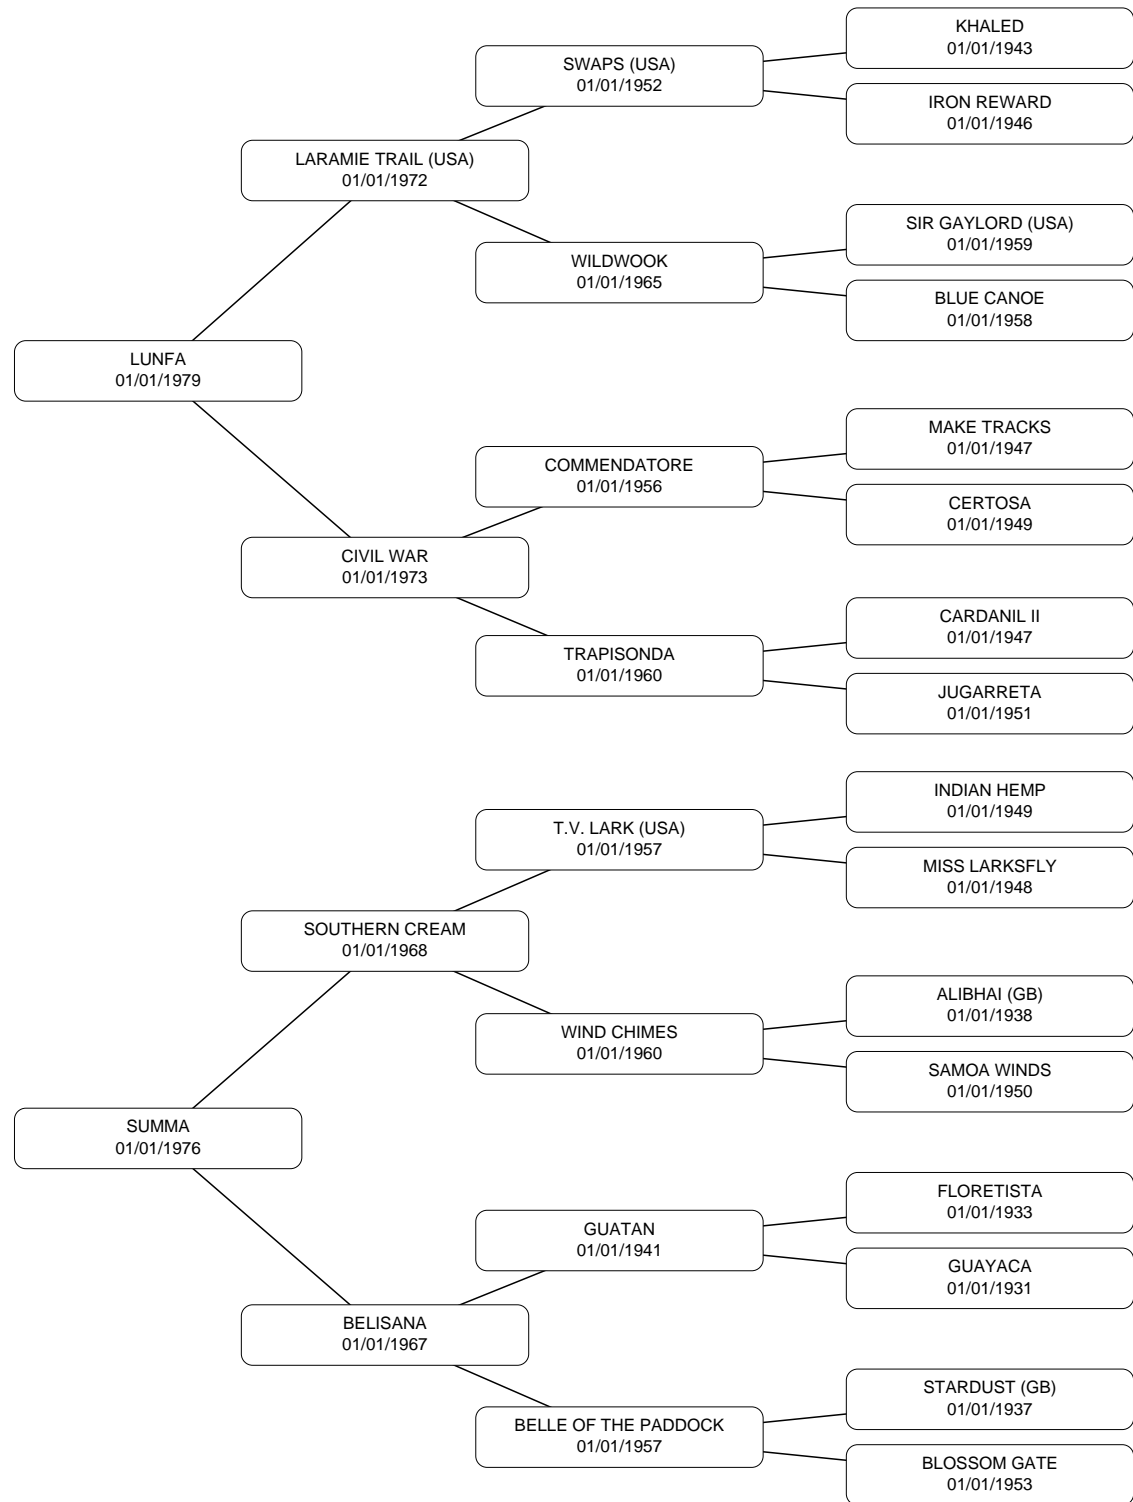 KHALED
01/01/1943
SWAPS (USA)
01/01/1952
IRON REWARD
01/01/1946
LARAMIE TRAIL (USA)
01/01/1972
SIR GAYLORD (USA)
01/01/1959
WILDWOOK
01/01/1965
BLUE CANOE
01/01/1958
LUNFA
01/01/1979
MAKE TRACKS
01/01/1947
COMMENDATORE
01/01/1956
CERTOSA
01/01/1949
CIVIL WAR
01/01/1973
CARDANIL II
01/01/1947
TRAPISONDA
01/01/1960
JUGARRETA
01/01/1951
INDIAN HEMP
01/01/1949
T.V. LARK (USA)
01/01/1957
MISS LARKSFLY
01/01/1948
SOUTHERN CREAM
01/01/1968
ALIBHAI (GB)
01/01/1938
WIND CHIMES
01/01/1960
SAMOA WINDS
01/01/1950
SUMMA
01/01/1976
FLORETISTA
01/01/1933
GUATAN
01/01/1941
GUAYACA
01/01/1931
BELISANA
01/01/1967
STARDUST (GB)
01/01/1937
BELLE OF THE PADDOCK
01/01/1957
BLOSSOM GATE
01/01/1953